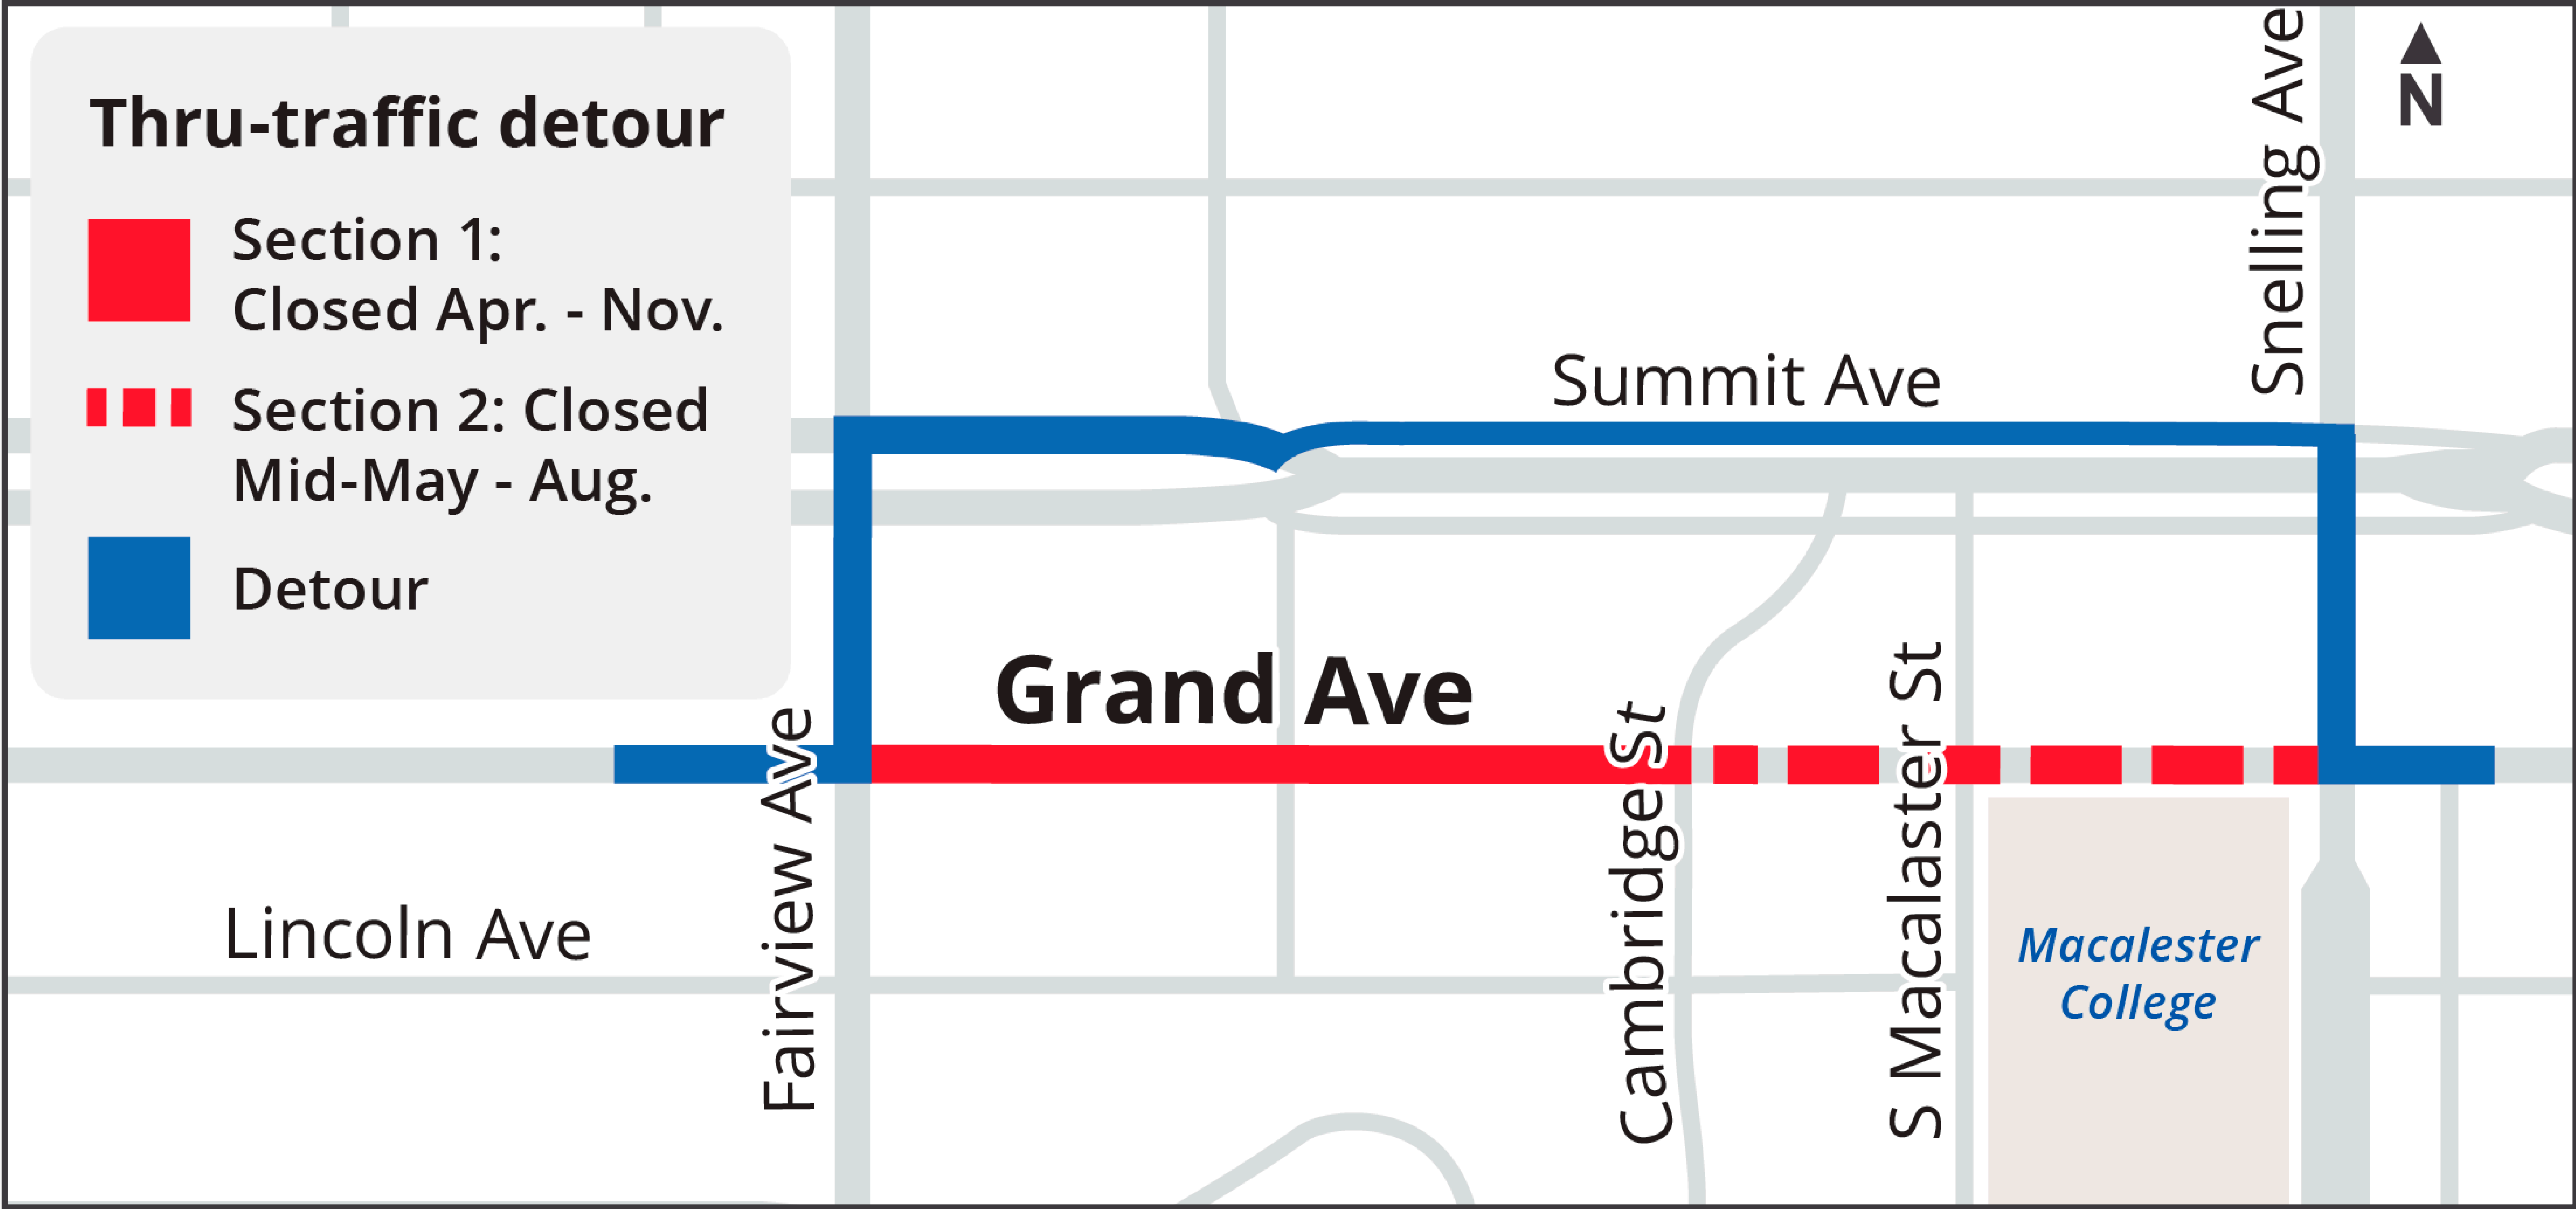 Thru-traffic detour
Section 1:
Closed Apr. - Nov.
Section 2: Closed
Mid-May - Aug.
Detour
N
Snelling Ave
Summit Ave
Grand Ave
Fairview Ave
Cambridge St
S Macalaster St
Lincoln Ave
Macalester
College